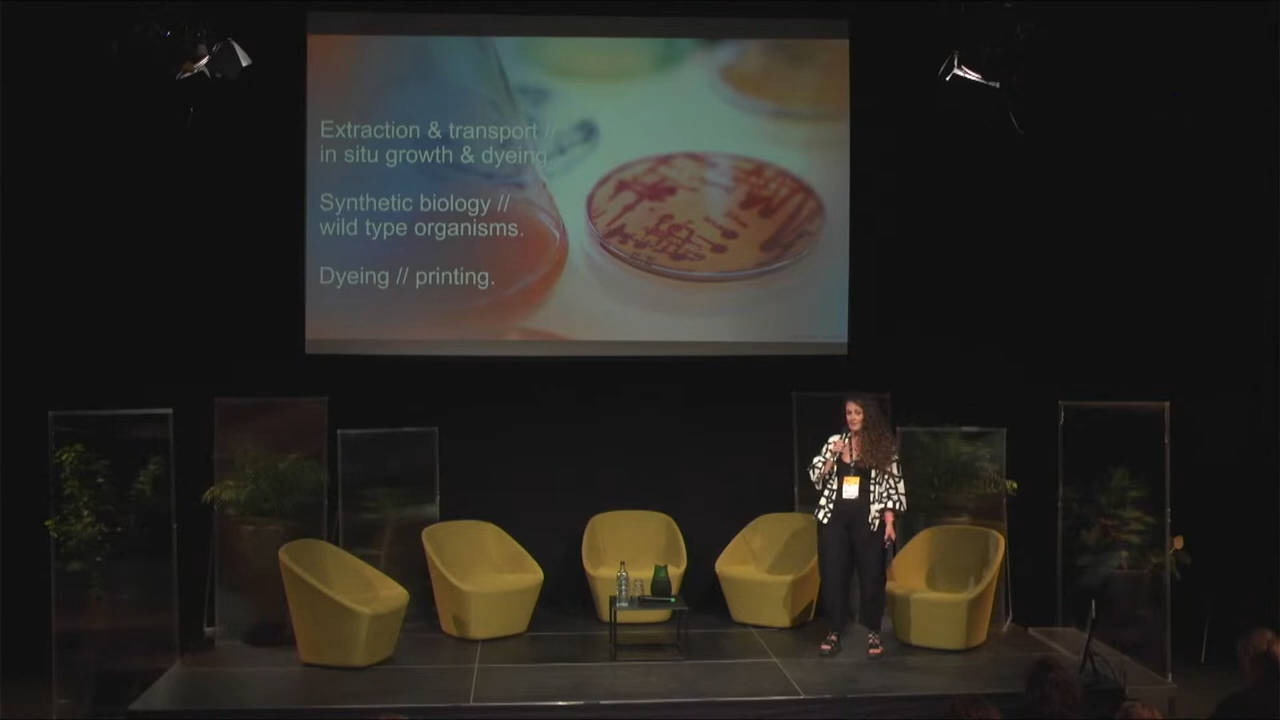 Extraction & transport //
in situ growth & dyeing
Synthetic biology //
wild type organisms.
Dyeing // printing.